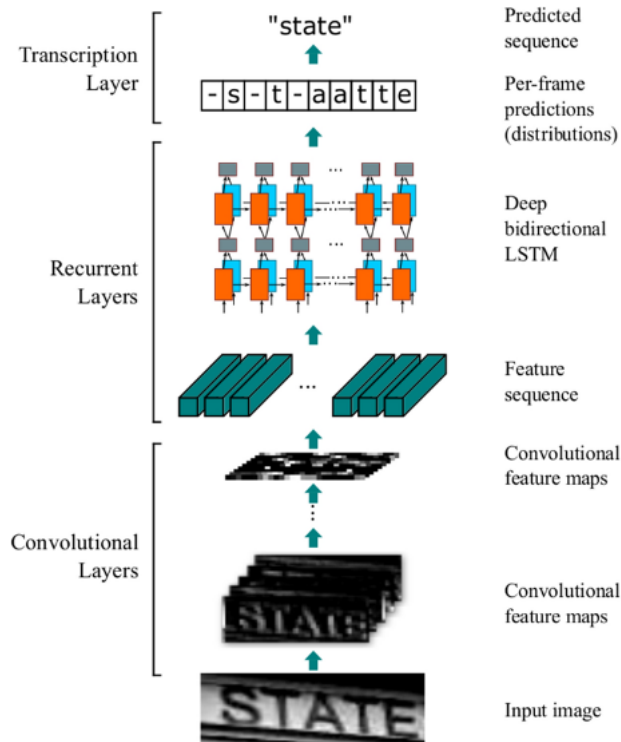 "state"
Predicted
sequence
Transcription
Layer
-s-t-aatte
Per-frame
predictions
(distributions)
...
Deep
bidirectional
LSTM
...
...
...
Recurrent
Layers
...
Feature
sequence
Convolutional
feature maps
Convolutional
Layers
STATE
Convolutional
feature maps
STATE
Input image